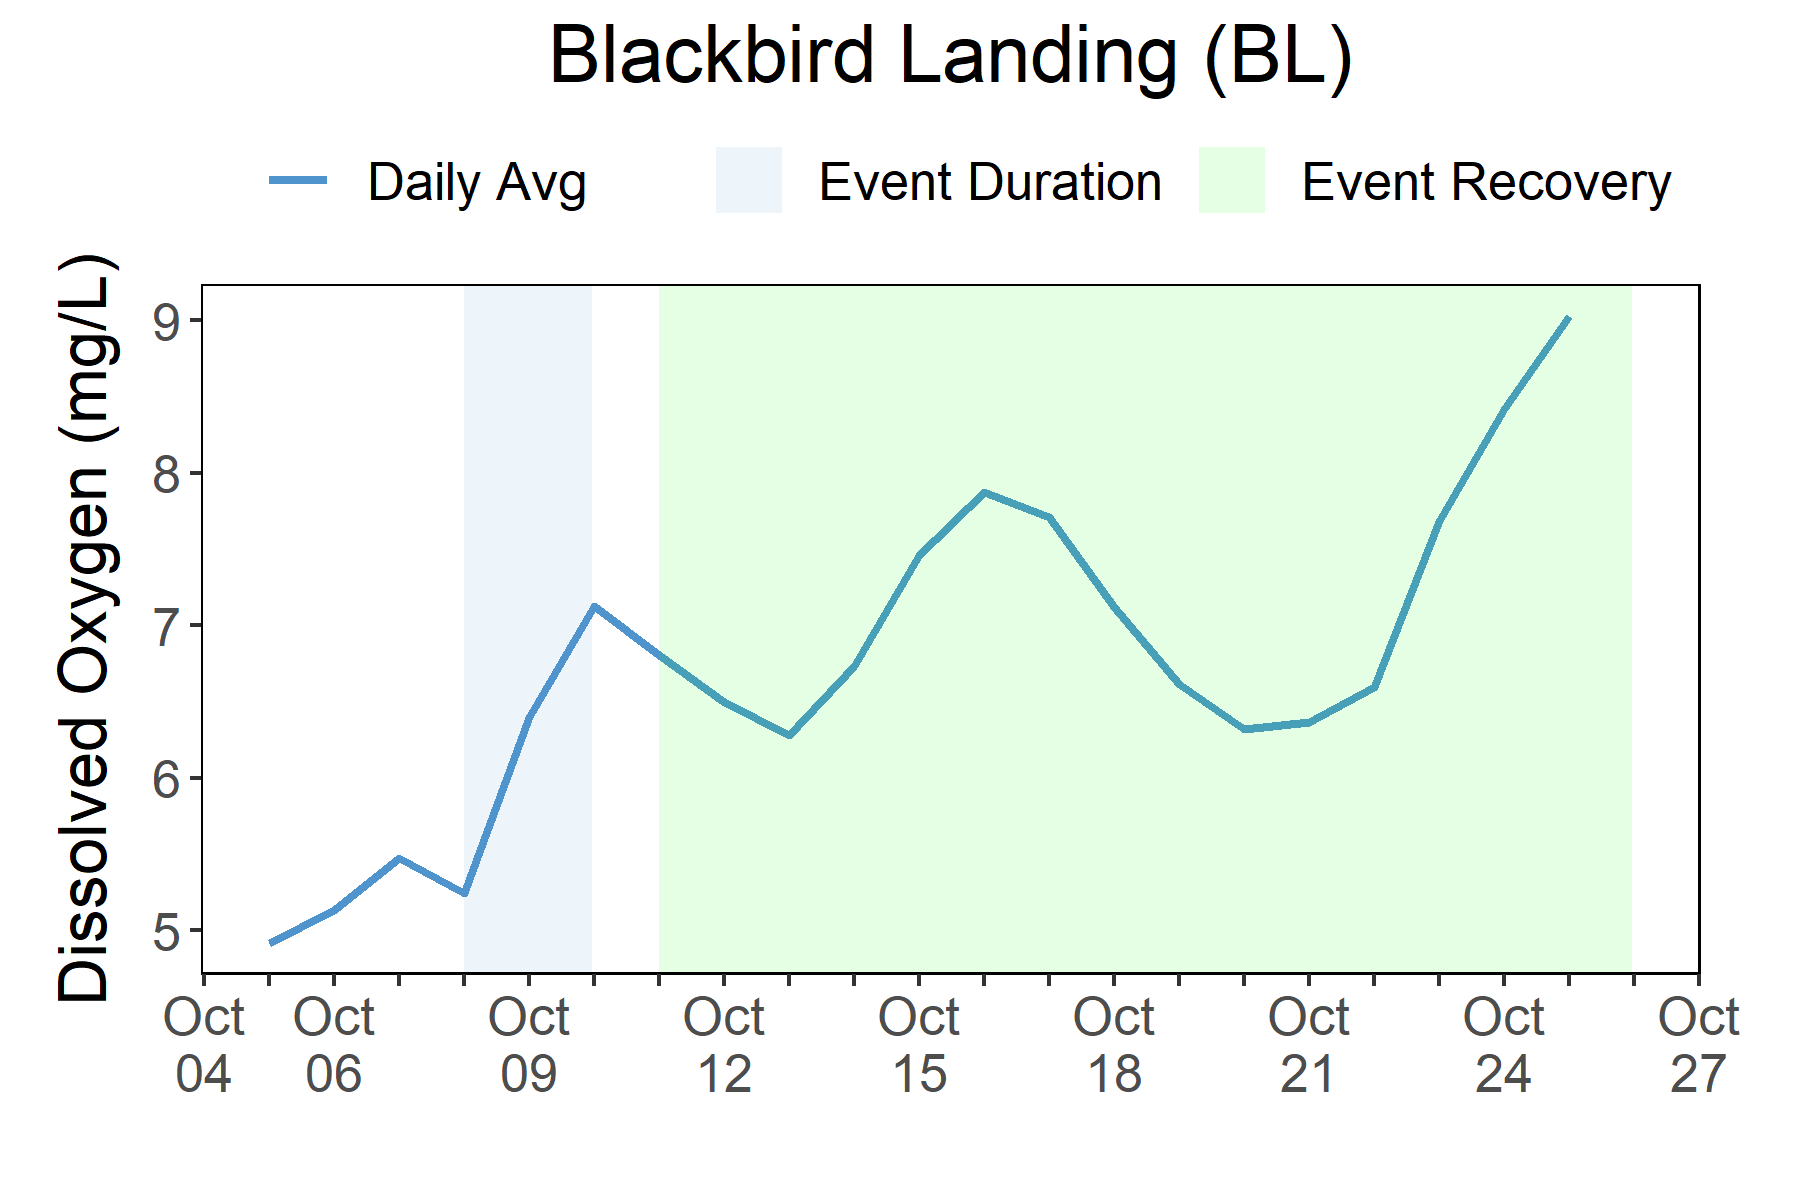 Blackbird Landing (BL)
Daily Avg Event Duration Event Recovery
Dissolved Oxygen (mg/L)
9
8
7
6
5
Oct Oct Oct Oct Oct Oct Oct Oct Oct
04 06 09 12 15 18 21 24 27